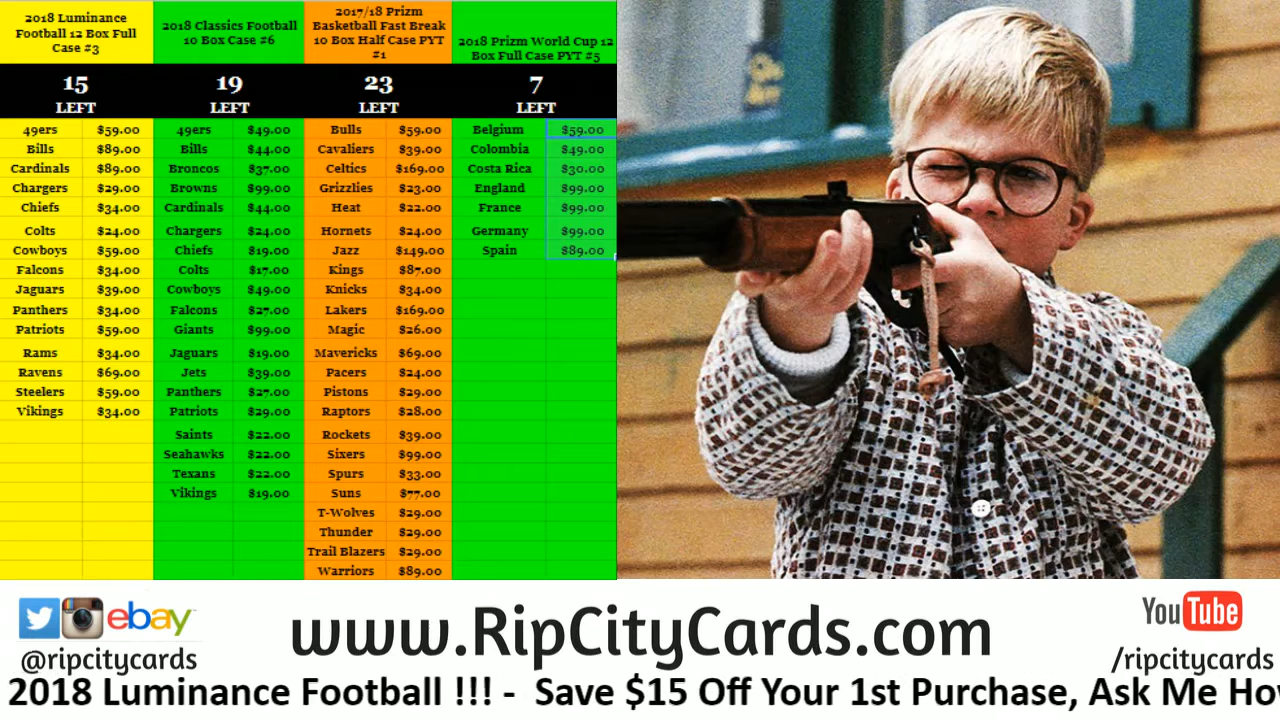 2018 Luminance
Football 12 Box Full
Case #3
15
LEFT
49ers $59.00
Bills $89.00
Cardinals $89.00
Chargers $29.00
Chiefs $34.00
Colts $24.00
Cowboys $59.00
Falcons $34.00
Jaguars $39.00
Panthers $34.00
Patriots $59.00
Rams $34.00
Ravens $69.00
Steelers $59.00
Vikings $34.00
2018 Classics Football
10 Box Case #6
19
LEFT
49ers $49.00
Bills $44.00
Broncos $37.00
Browns $99.00
Cardinals $44.00
Chargers $24.00
Chiefs $19.00
Colts $17.00
Cowboys $49.00
Falcons $27.00
Giants $99.00
Jaguars $19.00
Jets $39.00
Panthers $27.00
Patriots $29.00
Saints $22.00
Seahawks $22.00
Texans $22.00
Vikings $19.00
2017/18 Prizm
Basketball Fast Break
10 Box Half Case PYT
#1
23
LEFT
Bulls $59.00
Cavaliers $39.00
Celtics $169.00
Grizzlies $23.00
Heat $22.00
Hornets $24.00
Jazz $149.00
Kings $87.00
Knicks $34.00
Lakers $169.00
Magic $26.00
Mavericks $69.00
Pacers $24.00
Pistons $29.00
Raptors $28.00
Rockets $39.00
Sixers $99.00
Spurs $33.00
Suns $77.00
T-Wolves $29.00
Thunder $29.00
Trail Blazers $29.00
Warriors $89.00
2018 Prizm World Cup 12
Box Full Case PYT #5
7
LEFT
Belgium $59.00
Colombia $49.00
Costa Rica $30.00
England $99.00
France $99.00
Germany $99.00
Spain $89.00
ebay
@ripcitycards
www.RipCityCards.com
YouTube
/ripcitycards
2018 Luminance Football !!! - Save $15 Off Your 1st Purchase, Ask Me Ho